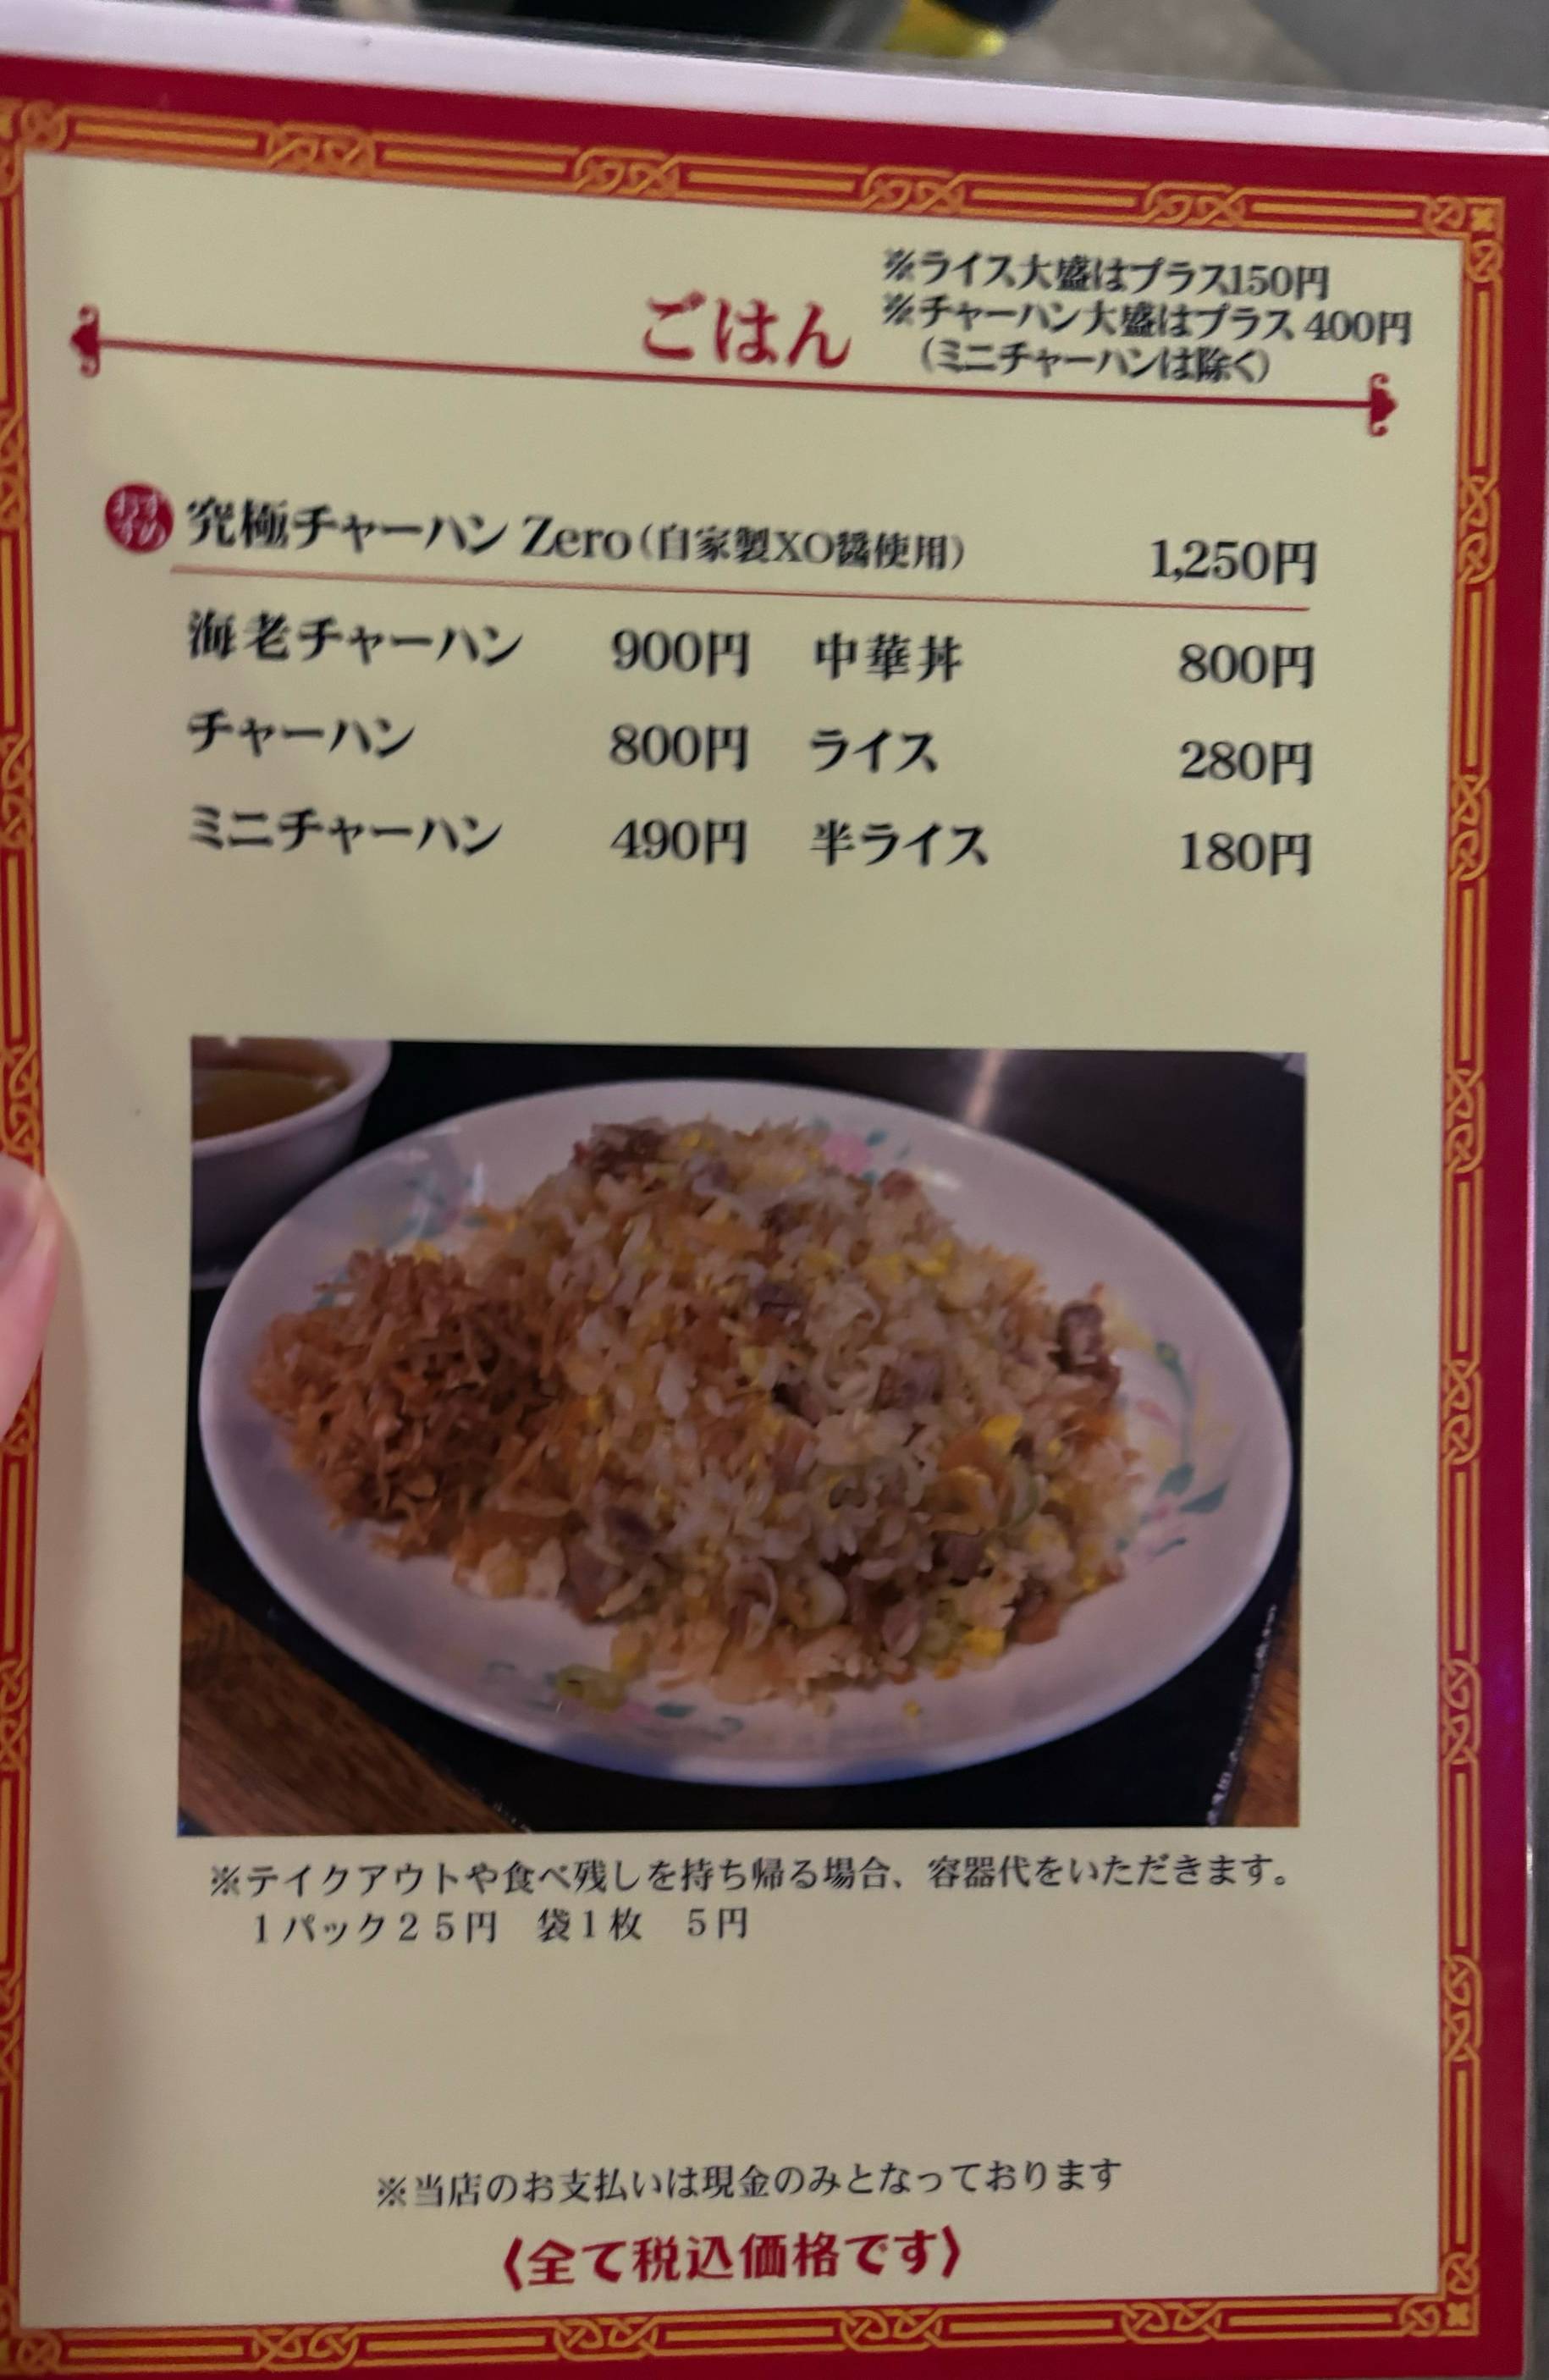 ごはん
※ライス大盛はプラス150円
※チャーハン大盛はプラス400円
(ミニチャーハンは除く)
おすすめ 究極チャーハン Zero(自家製XO醤使用) 1,250円
海老チャーハン 900円 中華丼 800円
チャーハン 800円 ライス 280円
ミニチャーハン 490円 半ライス 180円
※テイクアウトや食べ残しを持ち帰る場合、容器代をいただきます。
1パック25円 袋1枚 5円
※当店のお支払いは現金のみとなっております
〈全て税込価格です〉